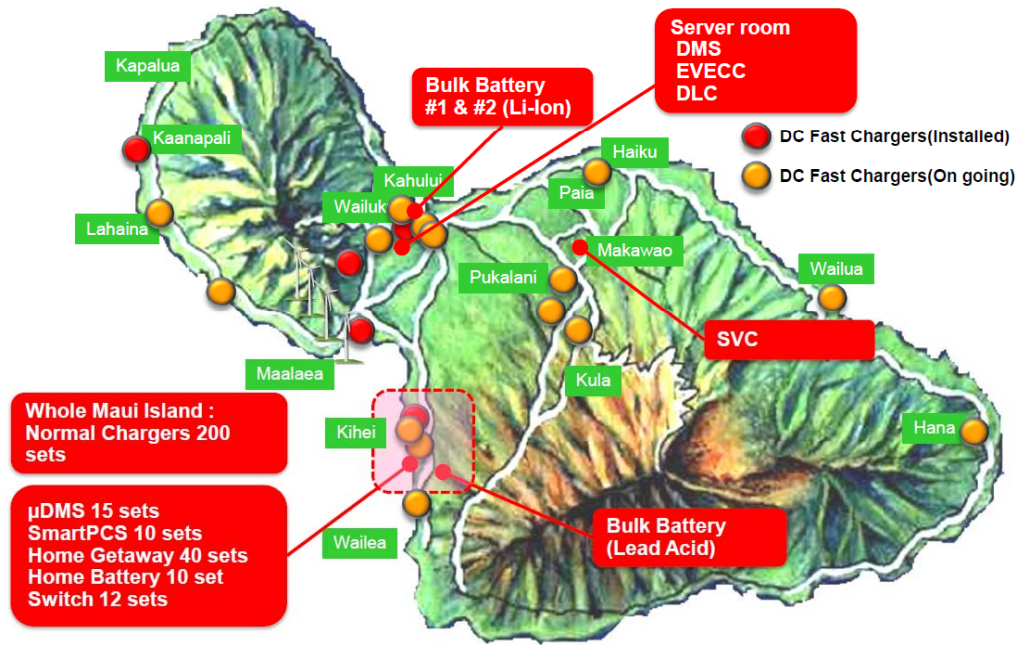 Kapalua
Server room
DMS
EVECC
DLC
Bulk Battery
#1 & #2 (Li-Ion)
Kaanapali
DC Fast Chargers(Installed)
Haiku
DC Fast Chargers(On going)
Kahului
Paia
Wailuk
Lahaina
Makawao
Pukalani
Wailua
SVC
Maalaea
Kula
Whole Maui Island :
Normal Chargers 200
sets
Kihei
Hana
µDMS 15 sets
SmartPCS 10 sets
Home Getaway 40 sets
Home Battery 10 set
Switch 12 sets
Wailea
Bulk Battery
(Lead Acid)